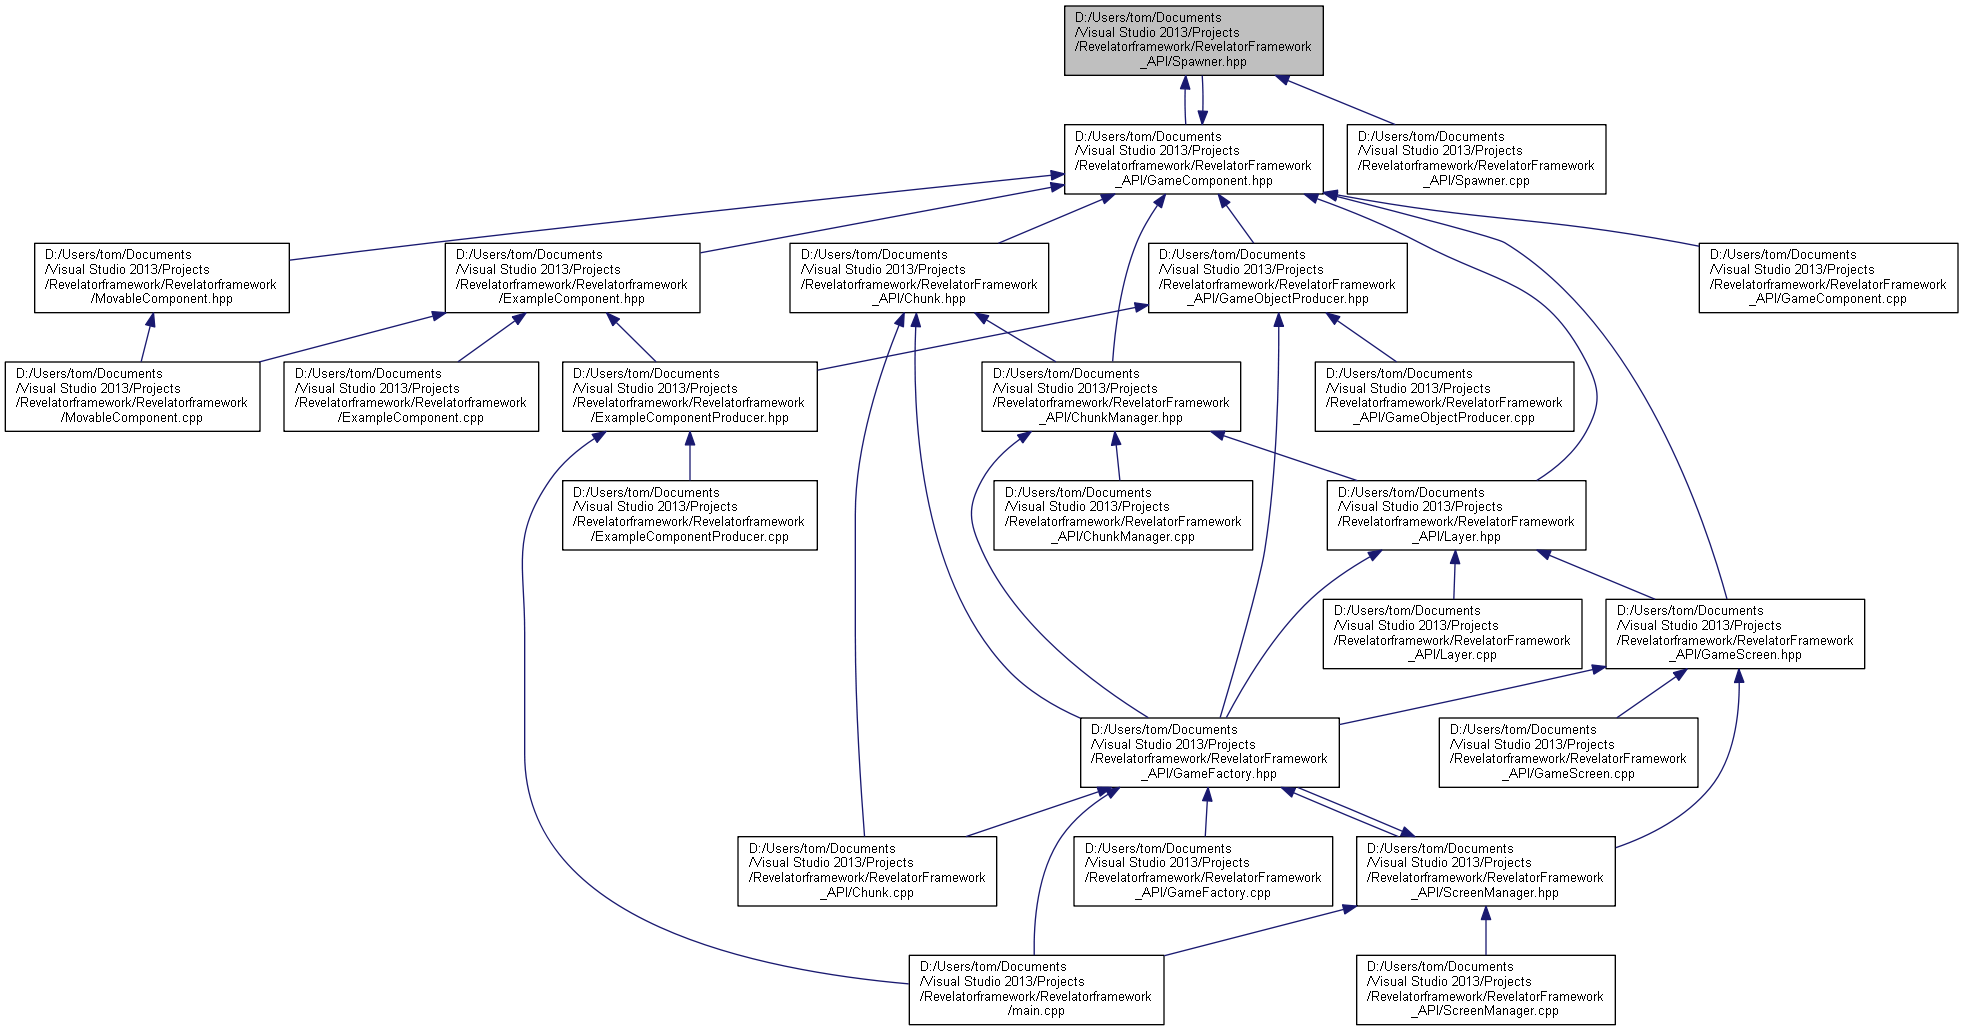 D:/Users/tom/Documents
/Visual Studio 2013/Projects
/Revelatorframework/RevelatorFramework
_API/Spawner.hpp
D:/Users/tom/Documents
/Visual Studio 2013/Projects
/Revelatorframework/RevelatorFramework
_API/GameComponent.hpp
D:/Users/tom/Documents
/Visual Studio 2013/Projects
/Revelatorframework/RevelatorFramework
_API/Spawner.cpp
D:/Users/tom/Documents
/Visual Studio 2013/Projects
/Revelatorframework/Revelatorframework
/MovableComponent.hpp
D:/Users/tom/Documents
/Visual Studio 2013/Projects
/Revelatorframework/Revelatorframework
/ExampleComponent.hpp
D:/Users/tom/Documents
/Visual Studio 2013/Projects
/Revelatorframework/RevelatorFramework
_API/Chunk.hpp
D:/Users/tom/Documents
/Visual Studio 2013/Projects
/Revelatorframework/RevelatorFramework
_API/GameObjectProducer.hpp
D:/Users/tom/Documents
/Visual Studio 2013/Projects
/Revelatorframework/RevelatorFramework
_API/GameComponent.cpp
D:/Users/tom/Documents
/Visual Studio 2013/Projects
/Revelatorframework/Revelatorframework
/MovableComponent.cpp
D:/Users/tom/Documents
/Visual Studio 2013/Projects
/Revelatorframework/Revelatorframework
/ExampleComponent.cpp
D:/Users/tom/Documents
/Visual Studio 2013/Projects
/Revelatorframework/Revelatorframework
/ExampleComponentProducer.hpp
D:/Users/tom/Documents
/Visual Studio 2013/Projects
/Revelatorframework/RevelatorFramework
_API/ChunkManager.hpp
D:/Users/tom/Documents
/Visual Studio 2013/Projects
/Revelatorframework/RevelatorFramework
_API/GameObjectProducer.cpp
D:/Users/tom/Documents
/Visual Studio 2013/Projects
/Revelatorframework/Revelatorframework
/ExampleComponentProducer.cpp
D:/Users/tom/Documents
/Visual Studio 2013/Projects
/Revelatorframework/RevelatorFramework
_API/ChunkManager.cpp
D:/Users/tom/Documents
/Visual Studio 2013/Projects
/Revelatorframework/RevelatorFramework
_API/Layer.hpp
D:/Users/tom/Documents
/Visual Studio 2013/Projects
/Revelatorframework/RevelatorFramework
_API/Layer.cpp
D:/Users/tom/Documents
/Visual Studio 2013/Projects
/Revelatorframework/RevelatorFramework
_API/GameScreen.hpp
D:/Users/tom/Documents
/Visual Studio 2013/Projects
/Revelatorframework/RevelatorFramework
_API/GameFactory.hpp
D:/Users/tom/Documents
/Visual Studio 2013/Projects
/Revelatorframework/RevelatorFramework
_API/GameScreen.cpp
D:/Users/tom/Documents
/Visual Studio 2013/Projects
/Revelatorframework/RevelatorFramework
_API/Chunk.cpp
D:/Users/tom/Documents
/Visual Studio 2013/Projects
/Revelatorframework/RevelatorFramework
_API/GameFactory.cpp
D:/Users/tom/Documents
/Visual Studio 2013/Projects
/Revelatorframework/RevelatorFramework
_API/ScreenManager.hpp
D:/Users/tom/Documents
/Visual Studio 2013/Projects
/Revelatorframework/Revelatorframework
/main.cpp
D:/Users/tom/Documents
/Visual Studio 2013/Projects
/Revelatorframework/RevelatorFramework
_API/ScreenManager.cpp